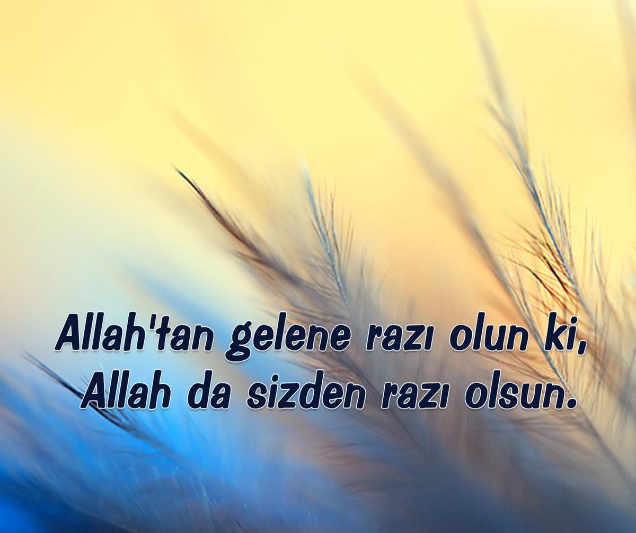 Allah'tan gelene razı olun ki,
Allah da sizden razı olsun.